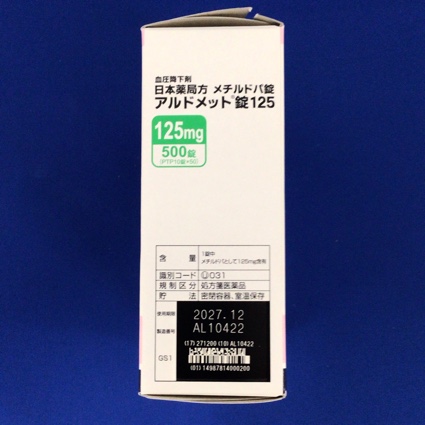 血圧降下剤
日本薬局方 メチルドパ錠
アルドメット®錠125
125mg
500錠
(PTP10錠×50)
含 量 1錠中
メチルドパとして125mg含有
識別コード 031
規制区分 処方箋医薬品
貯 法 密閉容器、室温保存
使用期限 2027.12
製造番号 AL10422
(17)271200(10)AL10422
GS1
(01)14987814000200